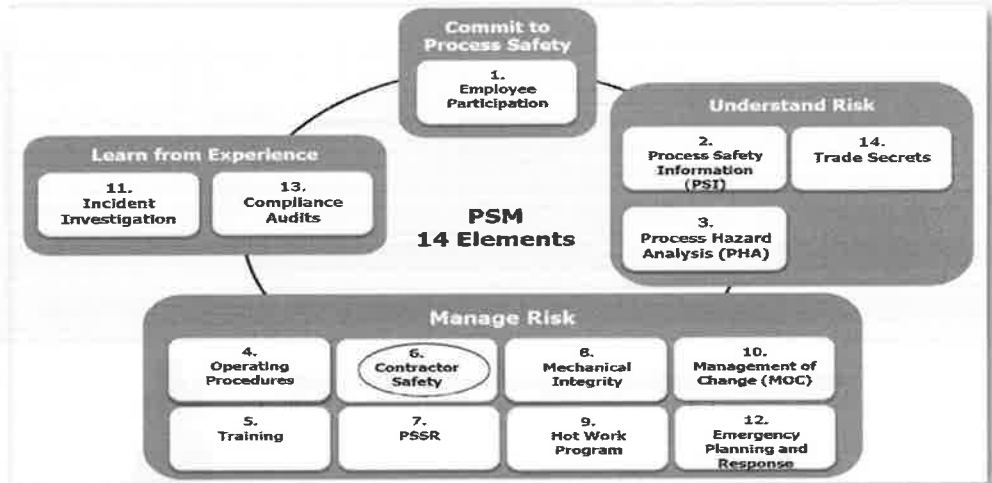 Commit to
Process Safety
1.
Employee
Participation
Understand Risk
2.
Process Safety
Information
(PSI)
14.
Trade Secrets
3.
Process Hazard
Analysis (PHA)
Learn from Experience
11.
Incident
Investigation
13.
Compliance
Audits
PSM
14 Elements
Manage Risk
4.
Operating
Procedures
6.
Contractor
Safety
8.
Mechanical
Integrity
10.
Management of
Change (MOC)
5.
Training
7.
PSSR
9.
Hot Work
Program
12.
Emergency
Planning and
Response